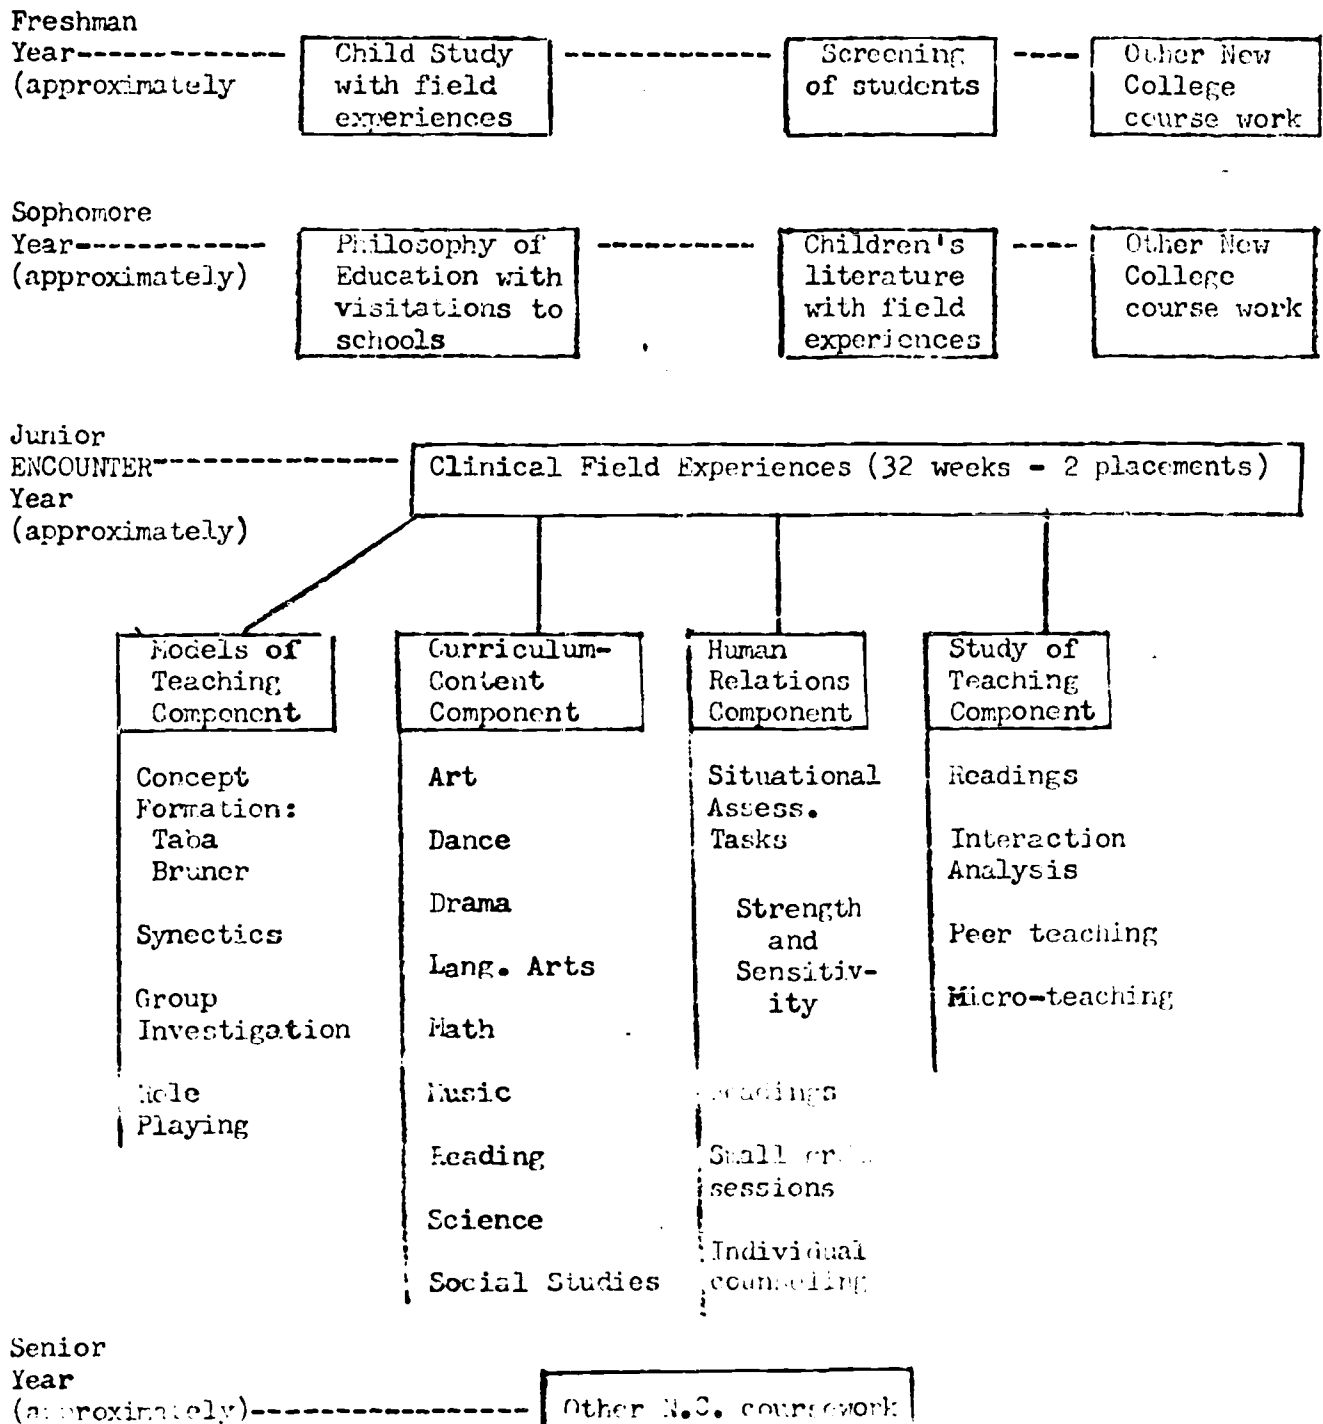 Freshman
Year------------- Child Study ------------ Screening ---- Other New
(approximately with field of students College
experiences course work
Sophomore
Year------------ Philosophy of ---------- Children's ---- Other New
(approximately) Education with literature College
visitations to with field course work
schools experiences
Junior
ENCOUNTER--------------
Year
(approximately)
Clinical Field Experiences (32 weeks - 2 placements)
Models of
Teaching
Component
Concept
Formation:
Taba
Bruner
Synectics
Group
Investigation
Role
Playing
Curriculum-
Content
Component
Art
Dance
Drama
Lang. Arts
Math
Music
Reading
Science
Social Studies
Human
Relations
Component
Situational
Assess.
Tasks
Strength
and
Sensitiv-
ity
Readings
Small
sessions
Individual
counseling
Study of
Teaching
Component
Readings
Interaction
Analysis
Peer teaching
Micro-teaching
Senior
Year
(approximately)---------------- Other N.C. coursework